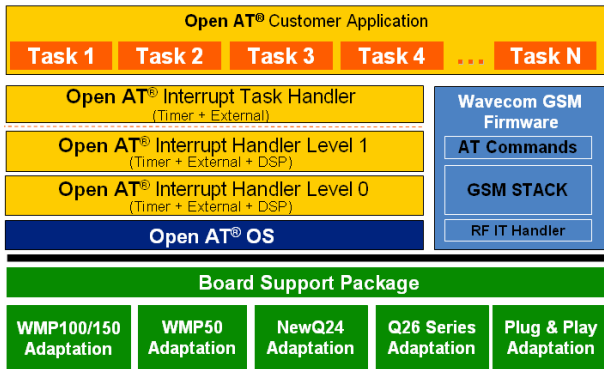 Open AT® Customer Application
Task 1 Task 2 Task 3 Task 4 ... Task N
Open AT® Interrupt Task Handler
(Timer + External)
Open AT® Interrupt Handler Level 1
(Timer + External + DSP)
Open AT® Interrupt Handler Level 0
(Timer + External + DSP)
Open AT® OS
Wavecom GSM
Firmware
AT Commands
GSM STACK
RF IT Handler
Board Support Package
WMP100/150
Adaptation
WMP50
Adaptation
NewQ24
Adaptation
Q26 Series
Adaptation
Plug & Play
Adaptation